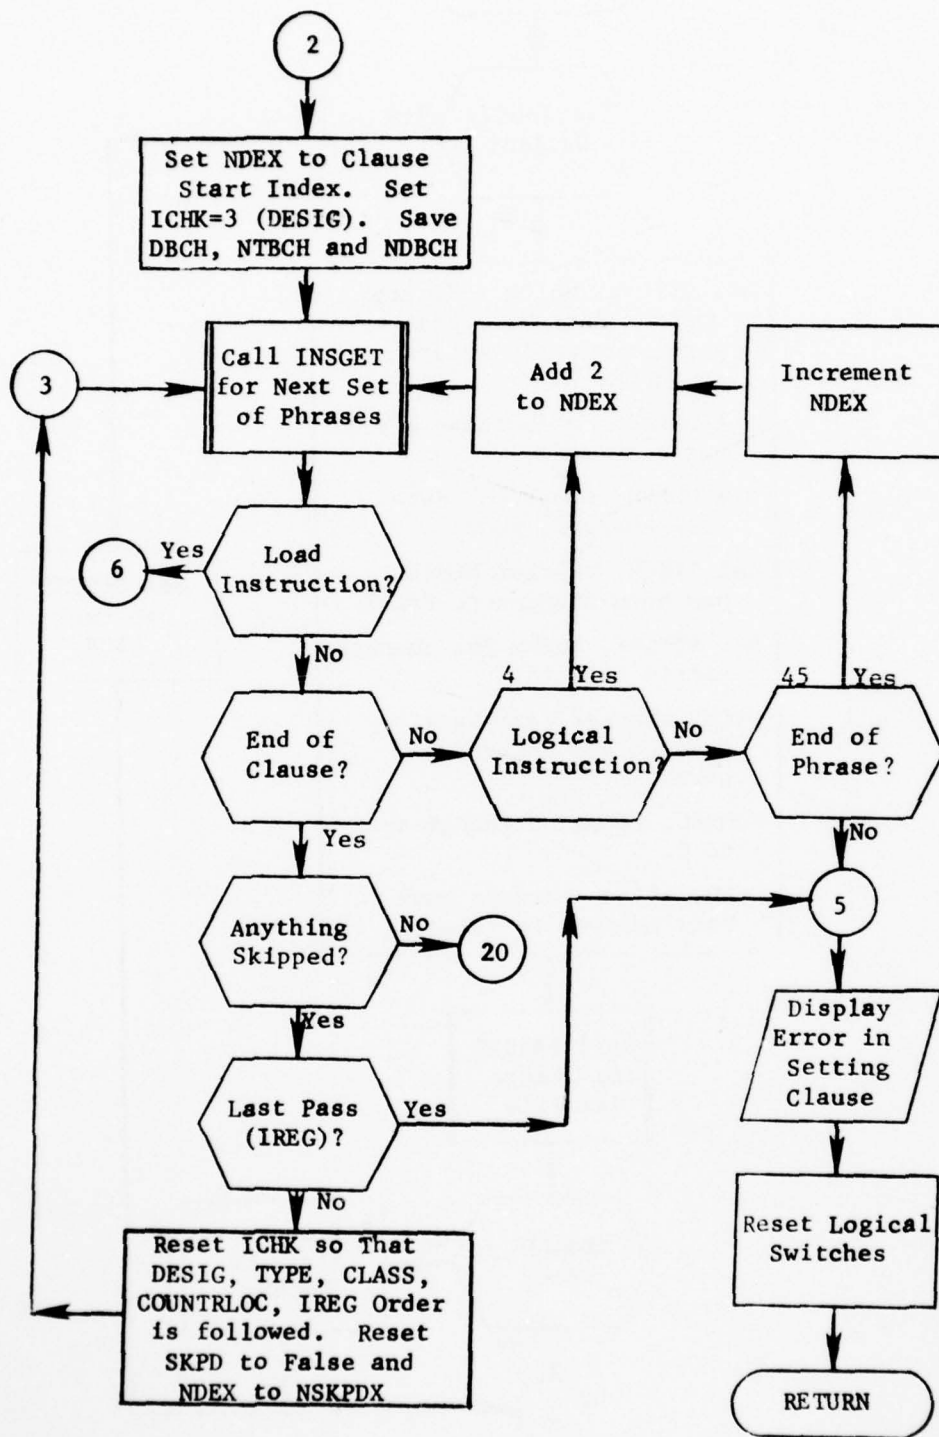 2
Set NDEX to Clause
Start Index. Set
ICHK=3 (DESIG). Save
DBCH, NTBCH and NDBCH
3
Call INSGET
for Next Set
of Phrases
Add 2
to NDEX
Increment
NDEX
6
Yes
Load
Instruction?
No
4
Yes
45
Yes
End of
Clause?
No
Logical
Instruction?
No
End of
Phrase?
Yes
No
Anything
Skipped?
No
20
5
Yes
Display
Error in
Setting
Clause
Last Pass
(IREG)?
Yes
No
Reset ICHK so That
DESIG, TYPE, CLASS,
COUNTRLOC, IREG Order
is followed. Reset
SKPD to False and
NDEX to NSKPDX
Reset Logical
Switches
RETURN